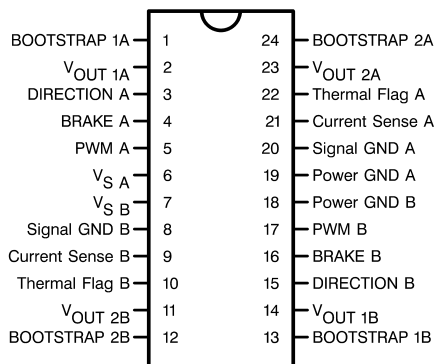 BOOTSTRAP 1A 1 24 BOOTSTRAP 2A
VOUT 1A 2 23 VOUT 2A
DIRECTION A 3 22 Thermal Flag A
BRAKE A 4 21 Current Sense A
PWM A 5 20 Signal GND A
VS A 6 19 Power GND A
VS B 7 18 Power GND B
Signal GND B 8 17 PWM B
Current Sense B 9 16 BRAKE B
Thermal Flag B 10 15 DIRECTION B
VOUT 2B 11 14 VOUT 1B
BOOTSTRAP 2B 12 13 BOOTSTRAP 1B